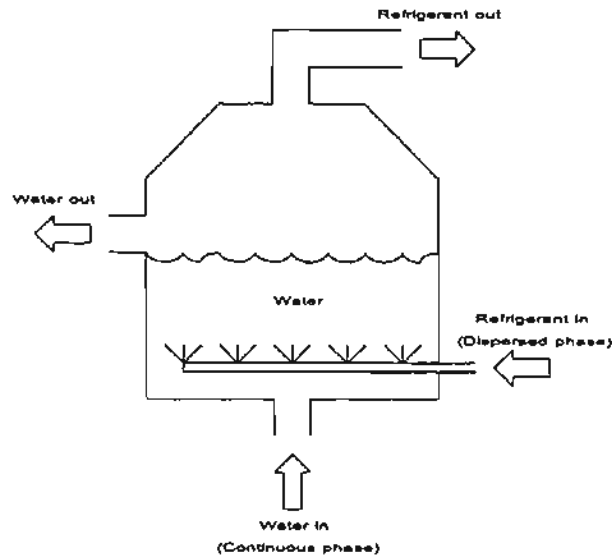 Refrigerant out
Water out
Water
Refrigerant in
(Dispersed phase)
Water in
(Continuous phase)